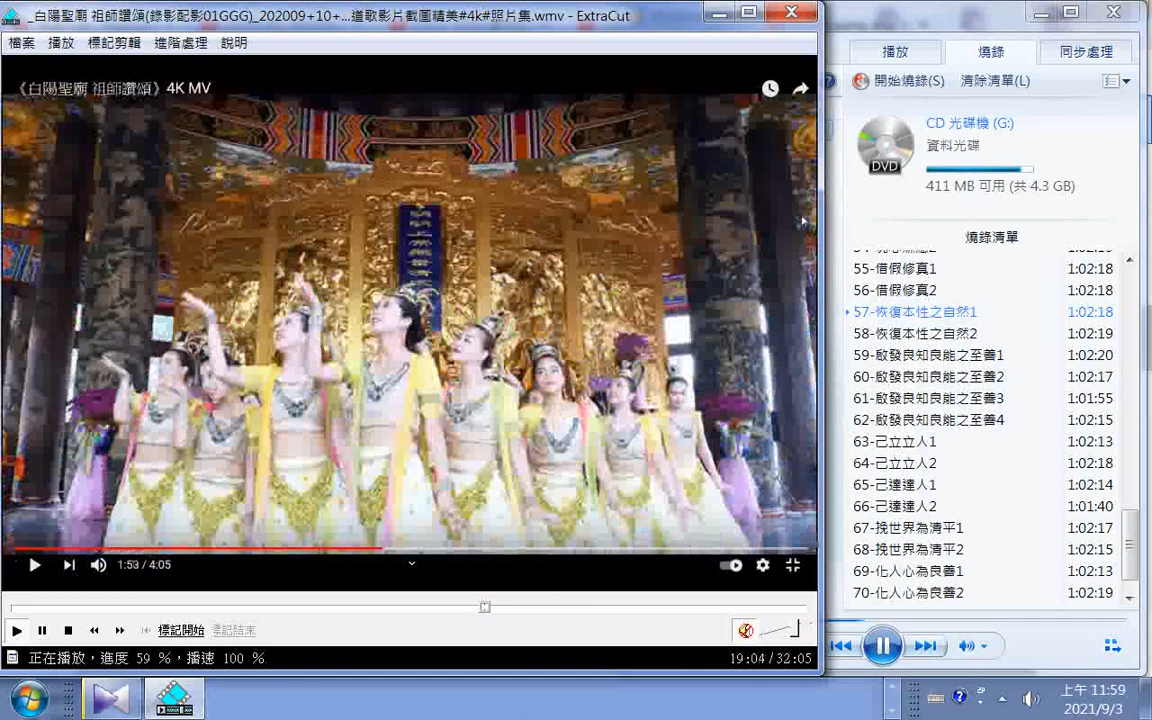 _白陽聖廟 祖師讚頌(錄影配影01GGG)_202009+10+...道歌影片截圖精美#4k#照片集.wmv - ExtraCut
檔案 播放 標記剪輯 進階處理 說明
《白陽聖廟 祖師讚頌》4K MV
1:53 / 4:05
標記開始 標記結束
正在播放，進度 59 %，播速 100 %
19:04 / 32:05
播放 燒錄 同步處理
開始燒錄(S) 清除清單(L)
CD 光碟機 (G:)
資料光碟
DVD
411 MB 可用 (共 4.3 GB)
燒錄清單
55-借假修真1 1:02:18
56-借假修真2 1:02:18
57-恢復本性之自然1 1:02:18
58-恢復本性之自然2 1:02:19
59-啟發良知良能之至善1 1:02:20
60-啟發良知良能之至善2 1:02:17
61-啟發良知良能之至善3 1:01:55
62-啟發良知良能之至善4 1:02:15
63-己立立人1 1:02:13
64-己立立人2 1:02:18
65-己達達人1 1:02:14
66-己達達人2 1:01:40
67-挽世界為清平1 1:02:17
68-挽世界為清平2 1:02:15
69-化人心為良善1 1:02:13
70-化人心為良善2 1:02:19
上午 11:59
2021/9/3